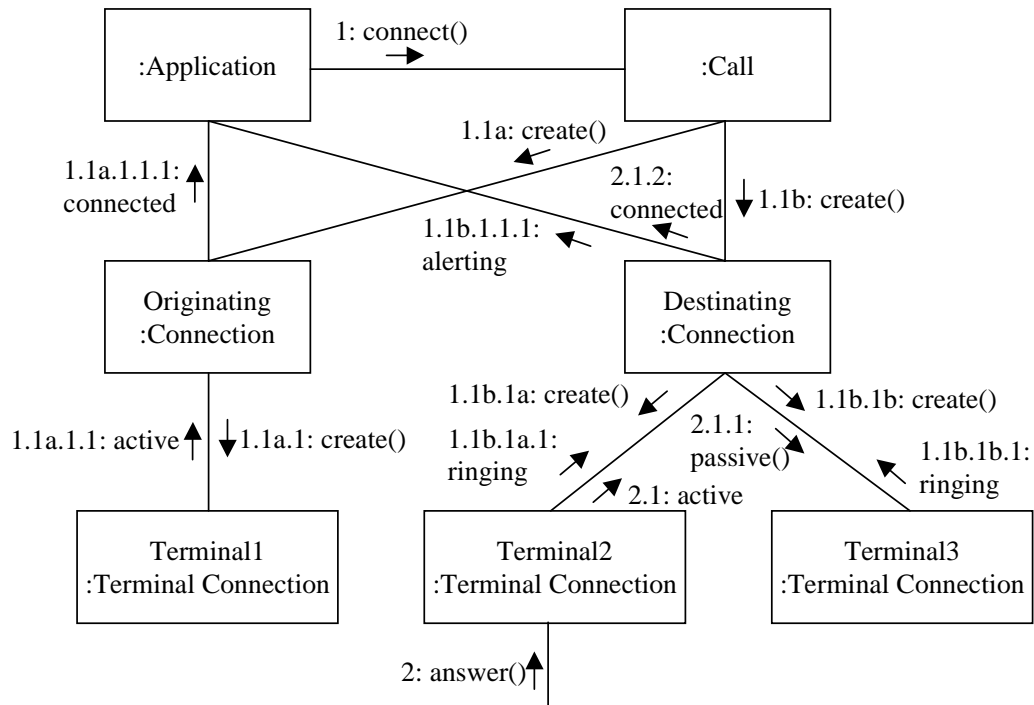 1: connect()
:Application
:Call
1.1a: create()
1.1a.1.1.1:
connected
2.1.2:
connected
1.1b: create()
1.1b.1.1.1:
alerting
Originating
:Connection
Destinating
:Connection
1.1b.1a: create()
1.1b.1b: create()
1.1a.1.1: active
1.1a.1: create()
1.1b.1a.1:
ringing
2.1.1:
passive()
1.1b.1b.1:
ringing
2.1: active
Terminal1
:Terminal Connection
Terminal2
:Terminal Connection
Terminal3
:Terminal Connection
2: answer()